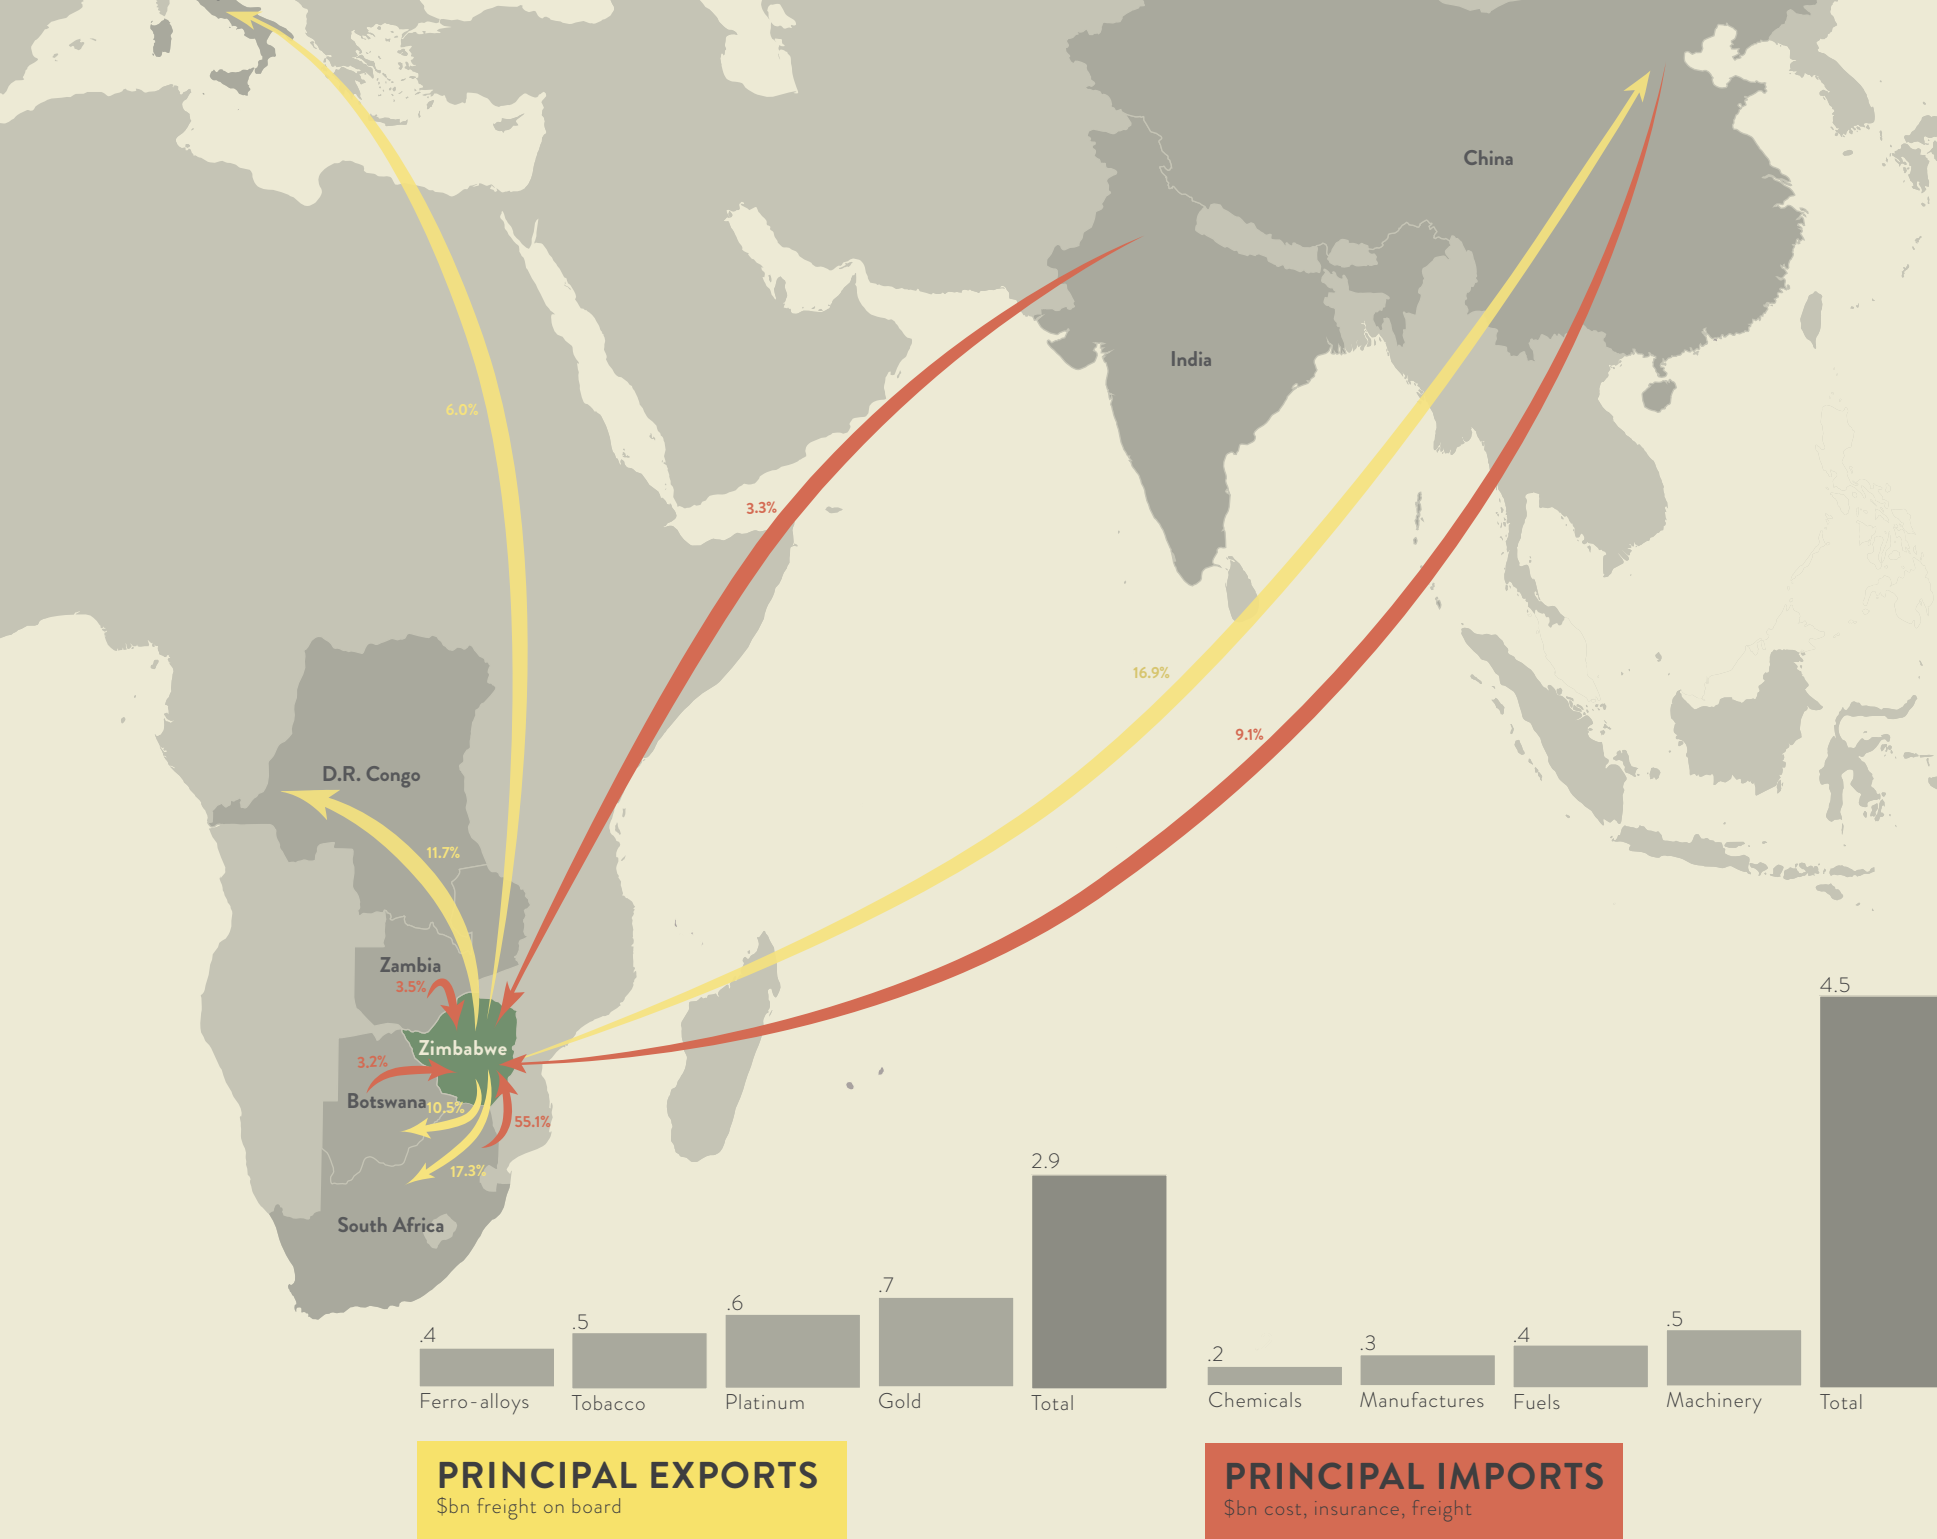 China
India
6.0%
3.3%
16.9%
9.1%
D.R. Congo
11.7%
Zambia
3.5%
Zimbabwe
3.2%
Botswana
10.5%
55.1%
17.3%
South Africa
.4
.5
.6
.7
2.9
Ferro-alloys
Tobacco
Platinum
Gold
Total
.2
.3
.4
.5
4.5
Chemicals
Manufactures
Fuels
Machinery
Total
PRINCIPAL EXPORTS
$bn freight on board
PRINCIPAL IMPORTS
$bn cost, insurance, freight